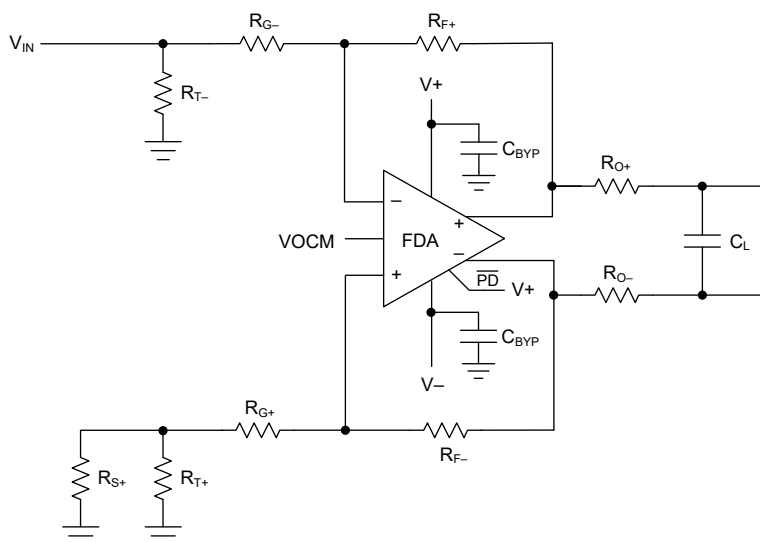 R_G– R_F+
V_IN
R_T–
V+
C_BYP
R_O+
–
+
VOCM FDA C_L
–
+
PD̅ V+
R_O–
C_BYP
V–
R_G+
R_F–
R_S+ R_T+